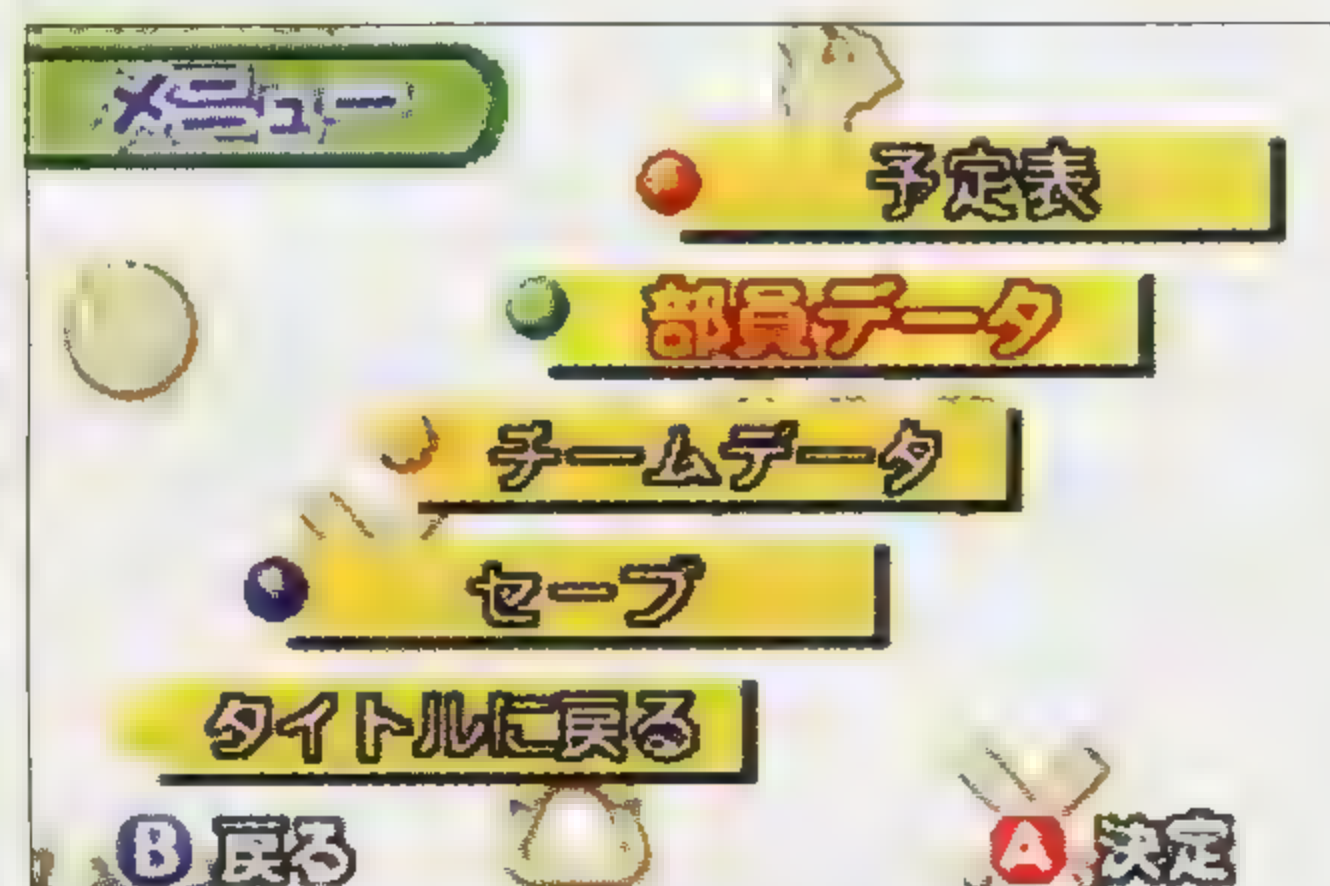 メニュー
予定表
部員データ
チームデータ
セーブ
タイトルに戻る
B 戻る
A 決定